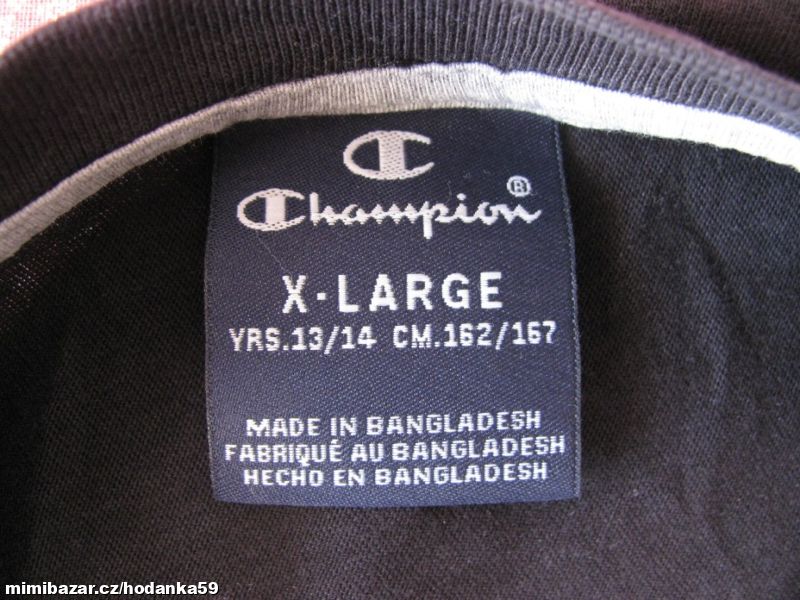 Champion®
X-LARGE
YRS.13/14 CM.162/167
MADE IN BANGLADESH
FABRIQUÉ AU BANGLADESH
HECHO EN BANGLADESH
mimibazar.cz/hodanka59